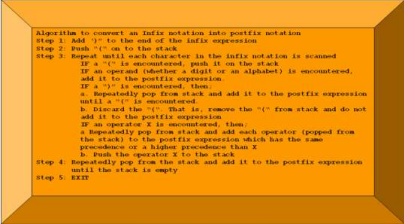 Algorithm to convert an Infix notation into postfix notation
Step 1: Add ")" to the end of the infix expression
Step 2: Push "(" on to the stack
Step 3: Repeat until each character in the infix notation is scanned
IF a "(" is encountered, push it on the stack
IF an operand (whether a digit or an alphabet) is encountered,
add it to the postfix expression.
IF a ")" is encountered, then;
a. Repeatedly pop from stack and add it to the postfix expression
until a "(" is encountered.
b. Discard the "(". That is, remove the "(" from stack and do not
add it to the postfix expression
IF an operator X is encountered, then;
a Repeatedly pop from stack and add each operator (popped from
the stack) to the postfix expression which has the same
precedence or a higher precedence than X
b. Push the operator X to the stack
Step 4: Repeatedly pop from the stack and add it to the postfix expression
until the stack is empty
Step 5: EXIT